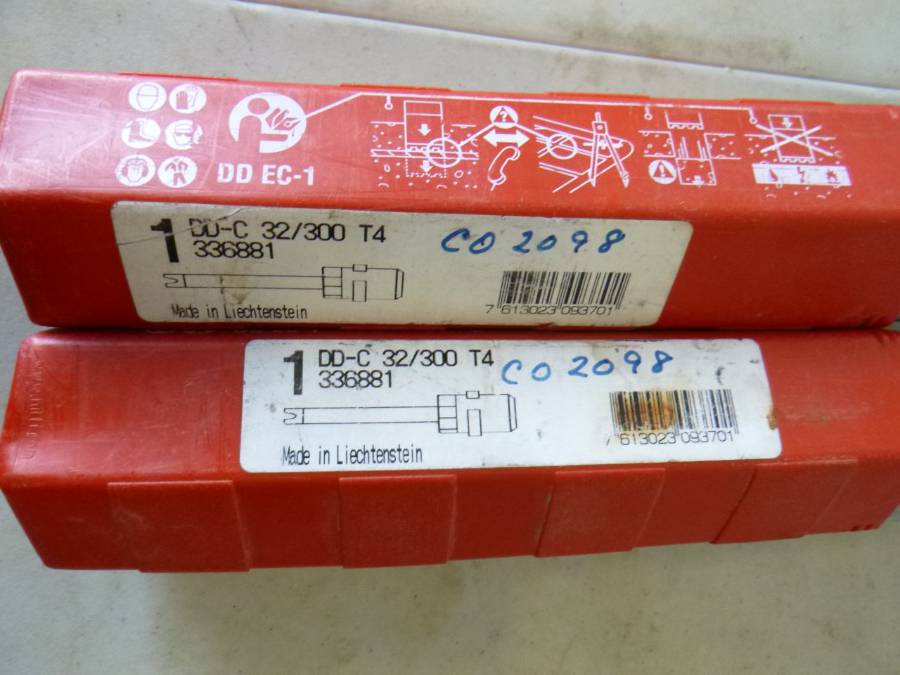 DD EC-1
1 DD-C 32/300 T4
336881
CO 2098
Made in Liechtenstein
7 613023 093701
1 DD-C 32/300 T4
336881
CO 2098
Made in Liechtenstein
7 613023 093701